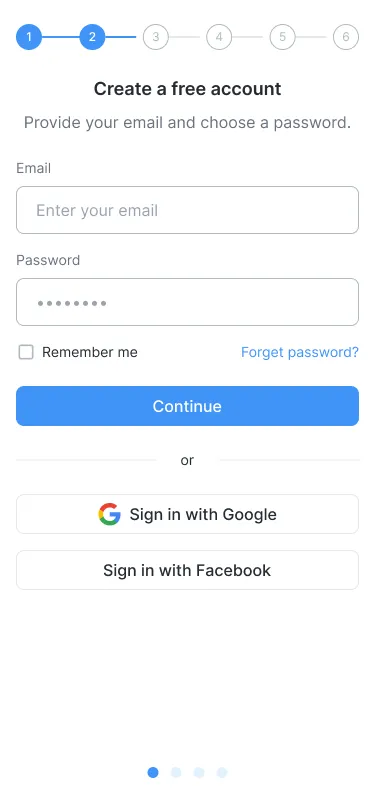 1 2 3 4 5 6
Create a free account
Provide your email and choose a password.
Email
Enter your email
Password
Remember me Forget password?
Continue
or
Sign in with Google
Sign in with Facebook